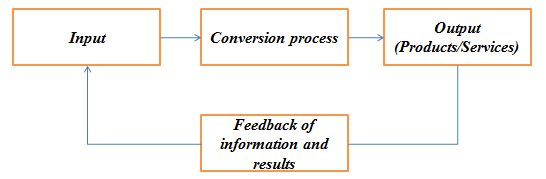 Input
Conversion process
Output
(Products/Services)
Feedback of
information and
results